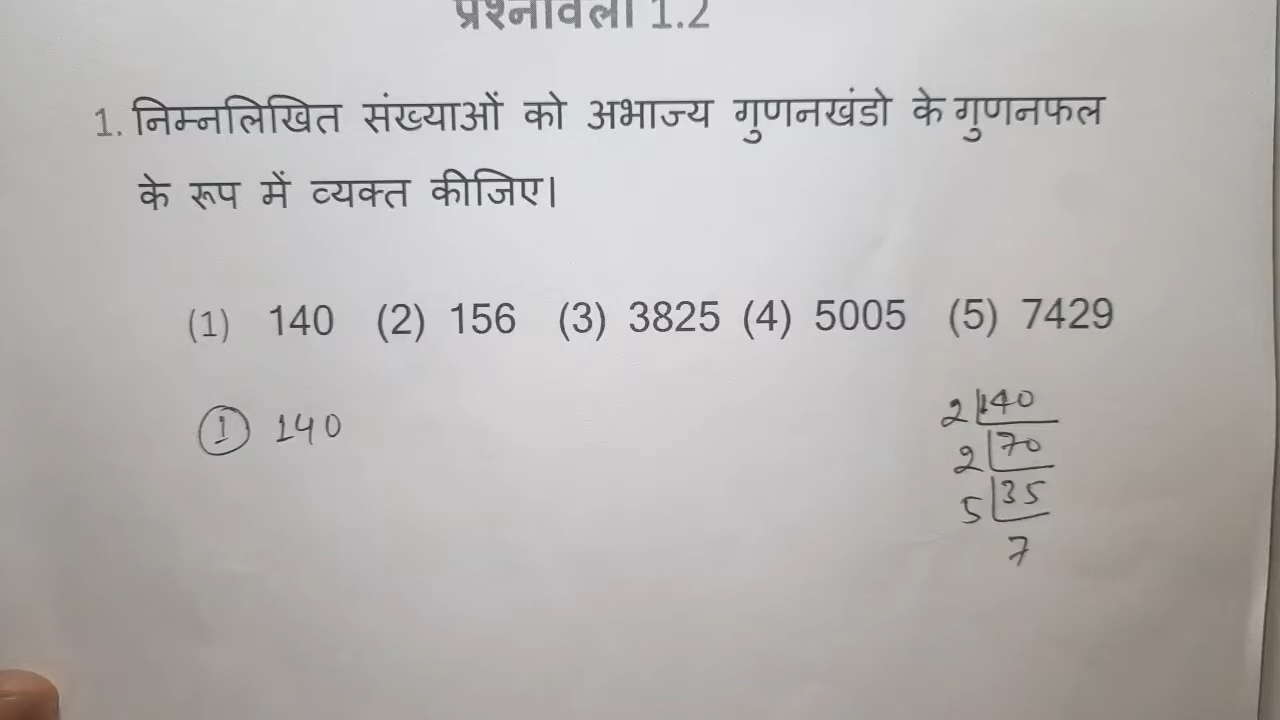 प्रश्नावली 1.2
1. निम्नलिखित संख्याओं को अभाज्य गुणनखंडो के गुणनफल
के रूप में व्यक्त कीजिए।
(1) 140 (2) 156 (3) 3825 (4) 5005 (5) 7429
1 140
2 140
2 70
5 35
7